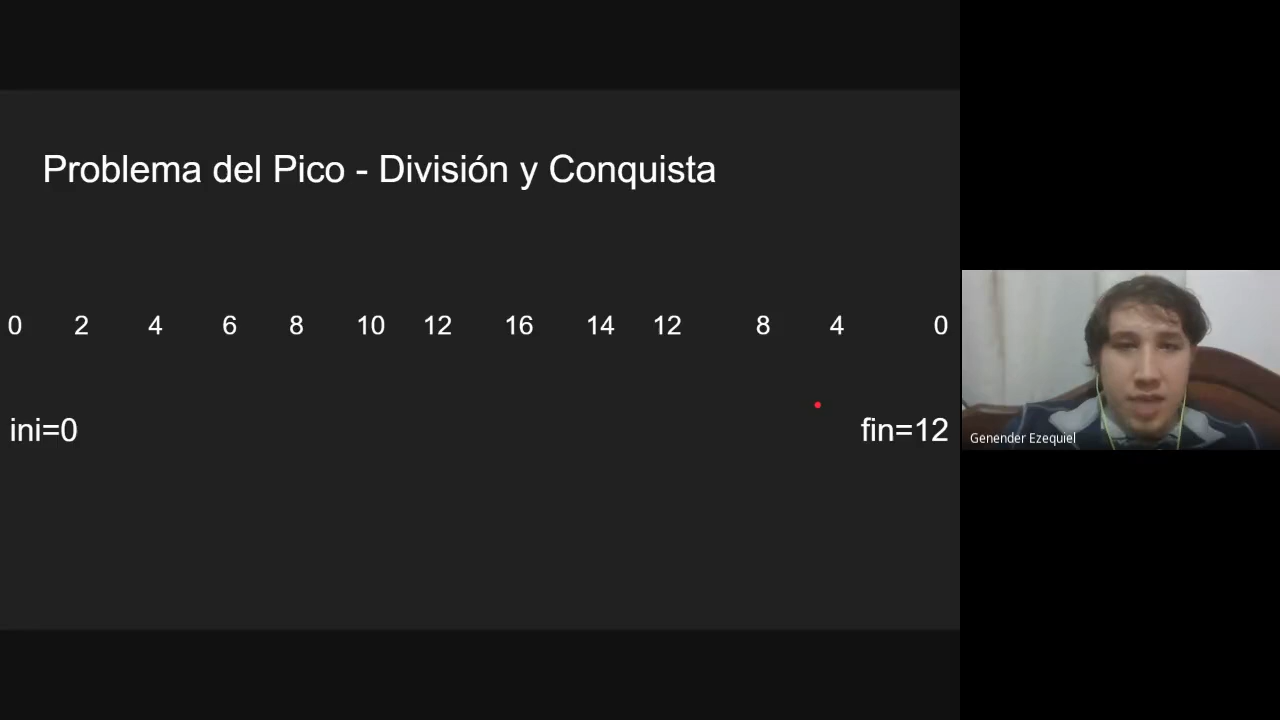 Problema del Pico - División y Conquista
0 2 4 6 8 10 12 16 14 12 8 4 0
ini=0 fin=12
Genender Ezequiel